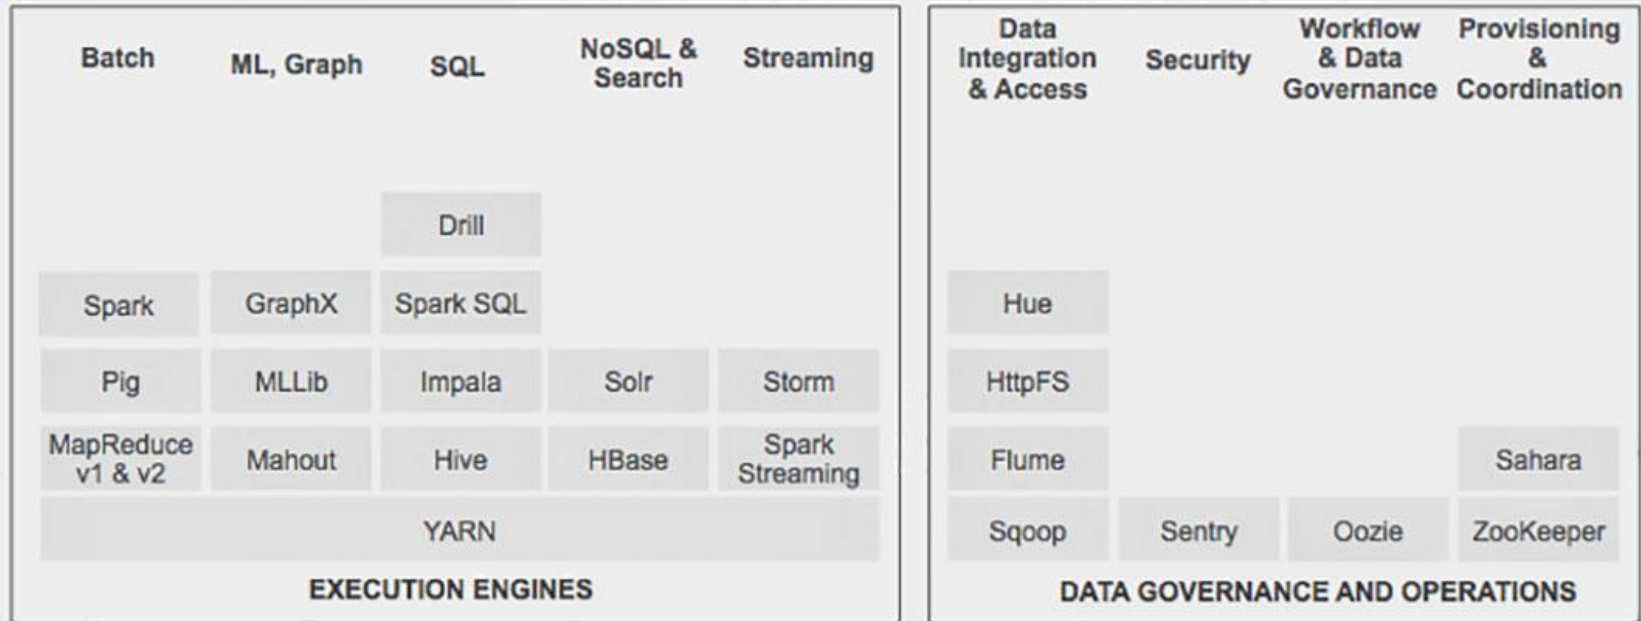 Batch
ML, Graph
SQL
NoSQL &
Search
Streaming
Drill
Spark
GraphX
Spark SQL
Pig
MLLib
Impala
Solr
Storm
MapReduce
v1 & v2
Mahout
Hive
HBase
Spark
Streaming
YARN
EXECUTION ENGINES
Data
Integration
& Access
Security
Workflow
& Data
Governance
Provisioning
&
Coordination
Hue
HttpFS
Flume
Sahara
Sqoop
Sentry
Oozie
ZooKeeper
DATA GOVERNANCE AND OPERATIONS